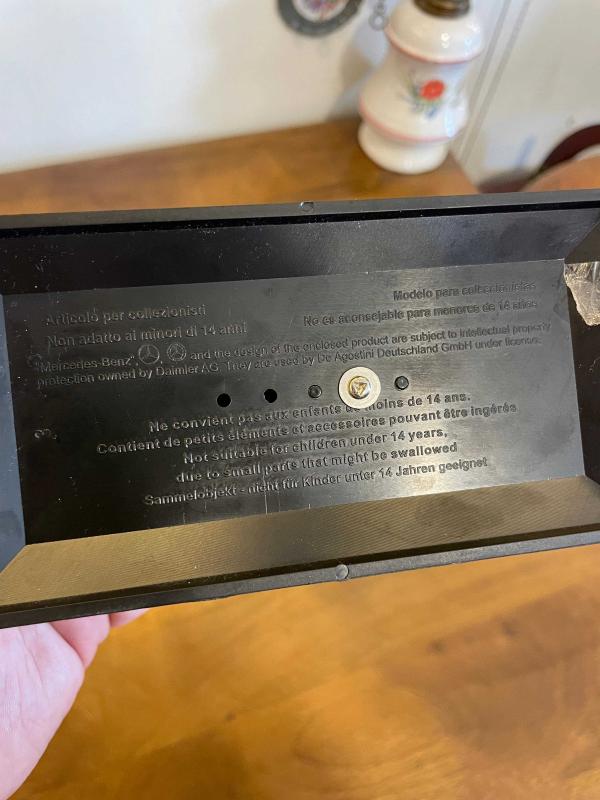 Articolo per collezionisti
Non adatto ai minori di 14 anni
Modelo para coleccionistas
No es aconsejable para menores de 14 años
"Mercedes-Benz", and the design of the enclosed product are subject to intellectual property
protection owned by Daimler AG. They are used by De Agostini Deutschland GmbH under licence.
Ne convient pas aux enfants de moins de 14 ans.
Contient de petits éléments et accessoires pouvant être ingérés
Not suitable for children under 14 years,
due to small parts that might be swallowed
Sammelobjekt - nicht für Kinder unter 14 Jahren geeignet